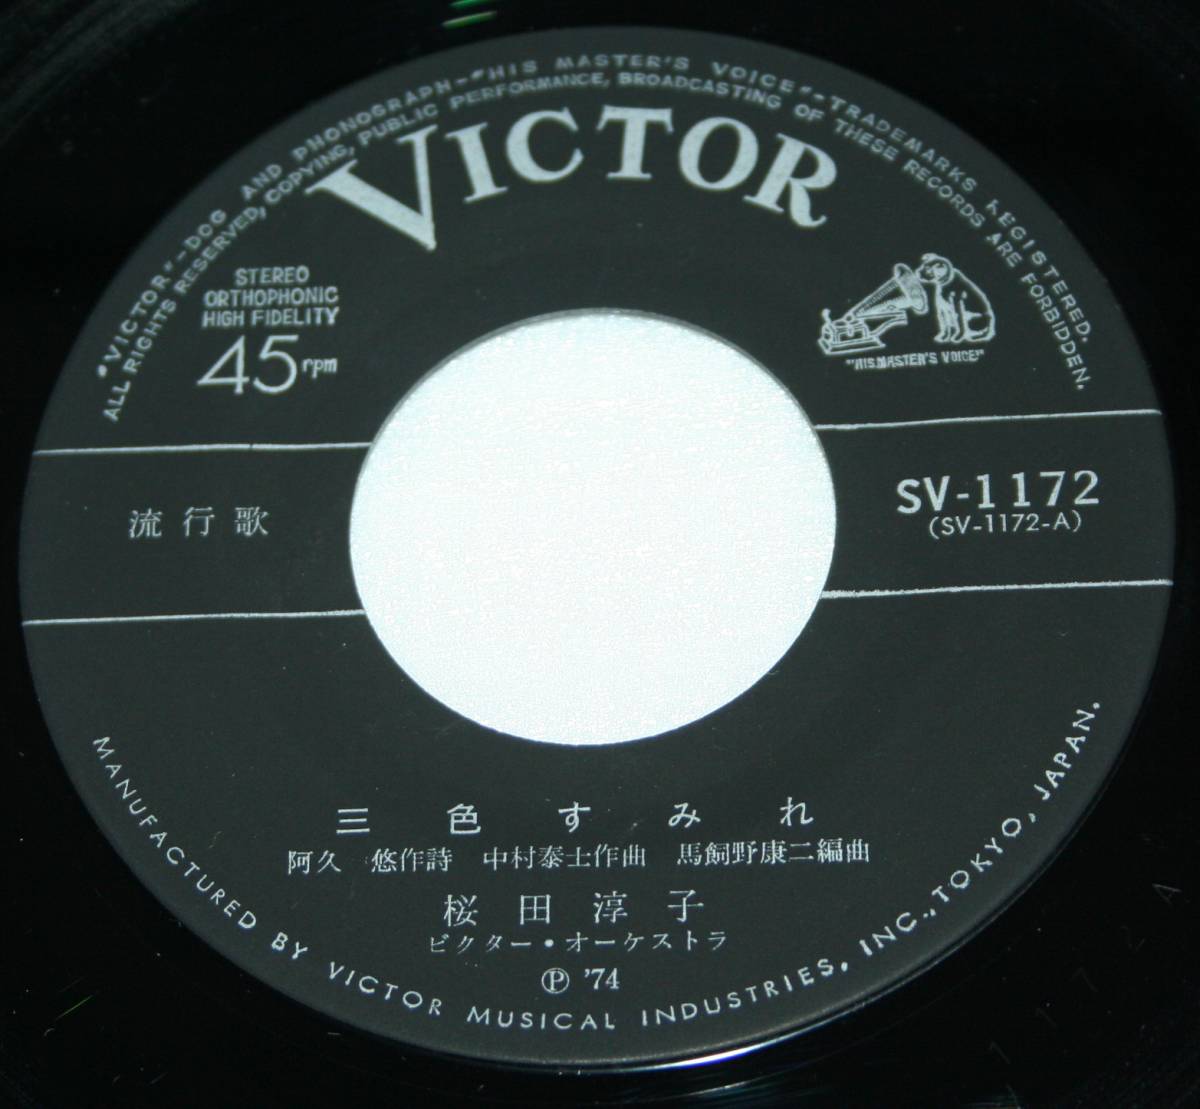 "VICTOR"-DOG AND PHONOGRAPH-"HIS MASTER'S VOICE"-TRADEMARKS REGISTERED.
ALL RIGHTS RESERVED, COPYING, PUBLIC PERFORMANCE, BROADCASTING OF THESE RECORDS ARE FORBIDDEN.
VICTOR
STEREO
ORTHOPHONIC
HIGH FIDELITY
45rpm
"HIS MASTER'S VOICE"
流行歌
SV-1172
(SV-1172-A)
三色すみれ
阿久 悠作詩 中村泰士作曲 馬飼野康二編曲
桜田淳子
ビクター・オーケストラ
Ⓟ '74
MANUFACTURED BY VICTOR MUSICAL INDUSTRIES, INC., TOKYO, JAPAN.